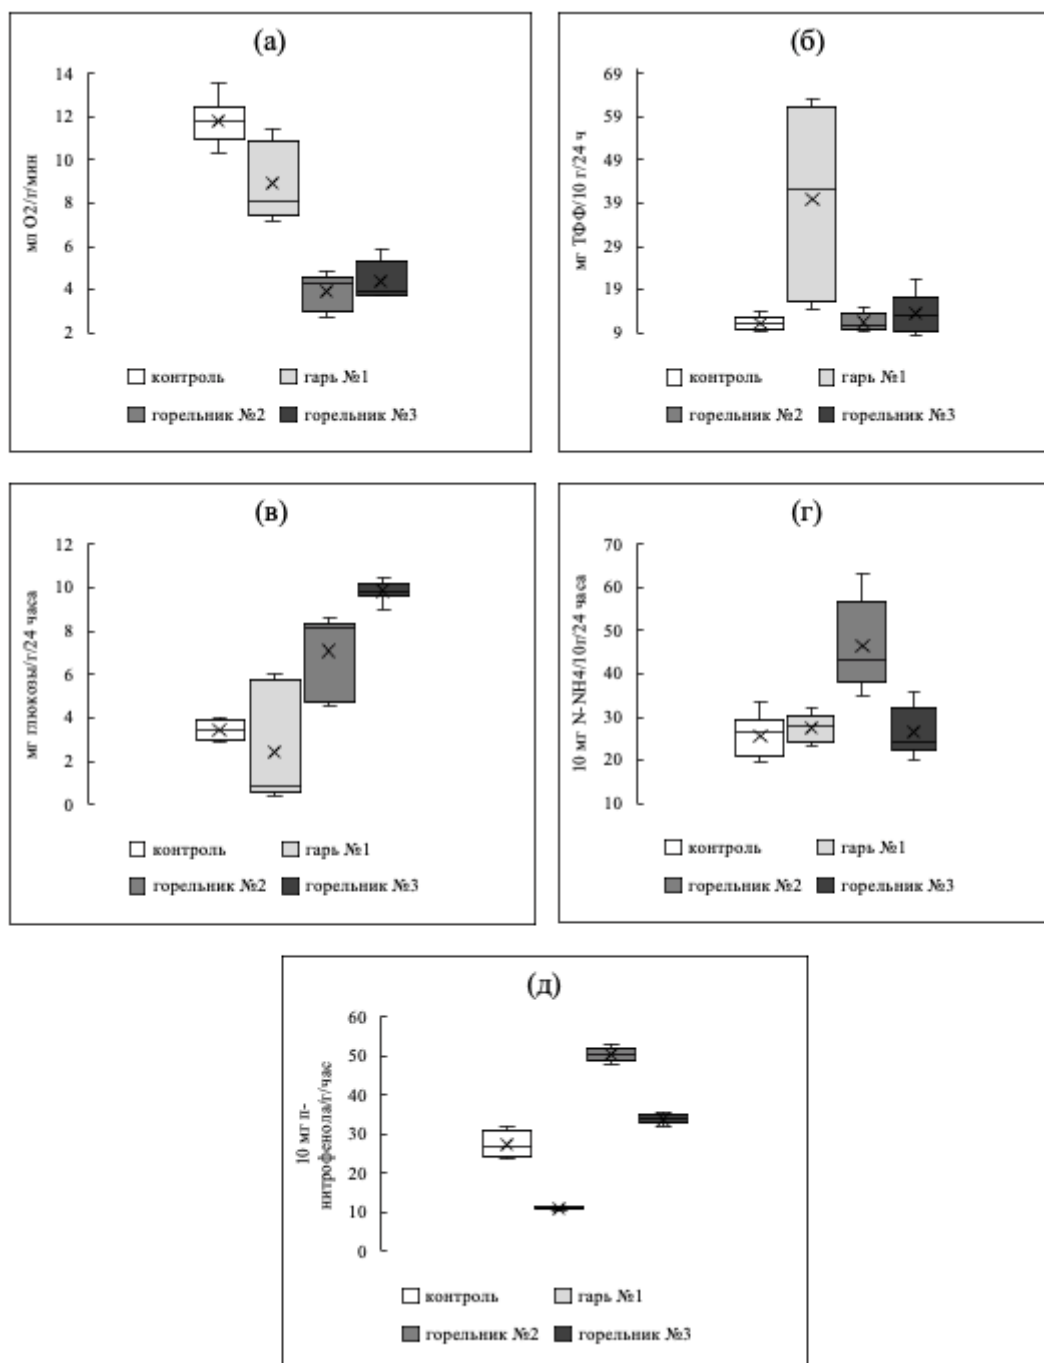 (а)
мл O2/г/мин
14
12
10
8
6
4
2
контроль
гарь №1
горельник №2
горельник №3
(б)
мг ТФФ/10 г/24 ч
69
59
49
39
29
19
9
контроль
гарь №1
горельник №2
горельник №3
(в)
мг глюкозы/г/24 часа
12
10
8
6
4
2
0
контроль
гарь №1
горельник №2
горельник №3
(г)
10 мг N-NH4/10г/24 часа
70
60
50
40
30
20
10
контроль
гарь №1
горельник №2
горельник №3
(д)
10 мг п-
нитрофенола/г/час
60
50
40
30
20
10
0
контроль
гарь №1
горельник №2
горельник №3